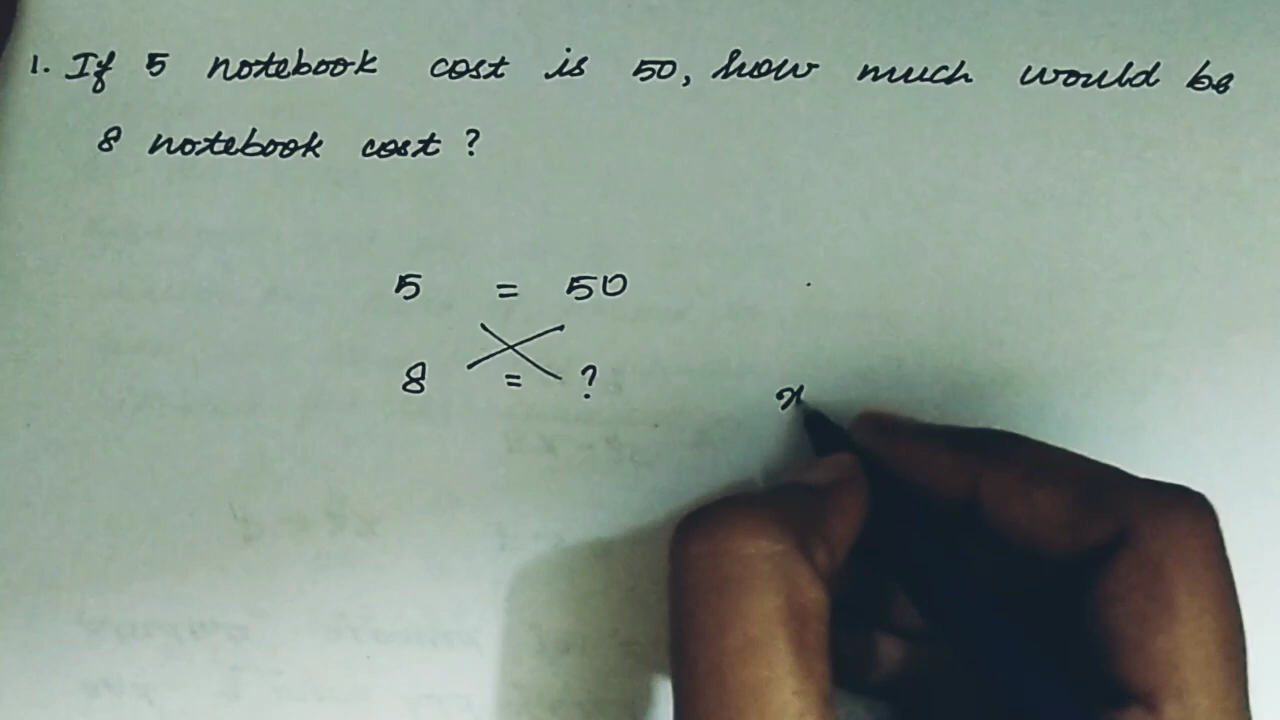 1. If 5 notebook cost is 50, how much would be
8 notebook cost ?
5 = 50
8 = ?
x